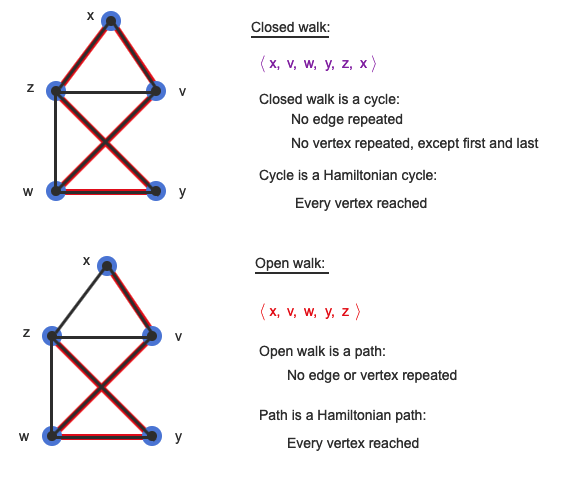 x
Closed walk:
⟨ x, v, w, y, z, x ⟩
z
v
Closed walk is a cycle:
No edge repeated
No vertex repeated, except first and last
Cycle is a Hamiltonian cycle:
w
y
Every vertex reached
x
Open walk:
⟨ x, v, w, y, z ⟩
z
v
Open walk is a path:
No edge or vertex repeated
Path is a Hamiltonian path:
w
y
Every vertex reached